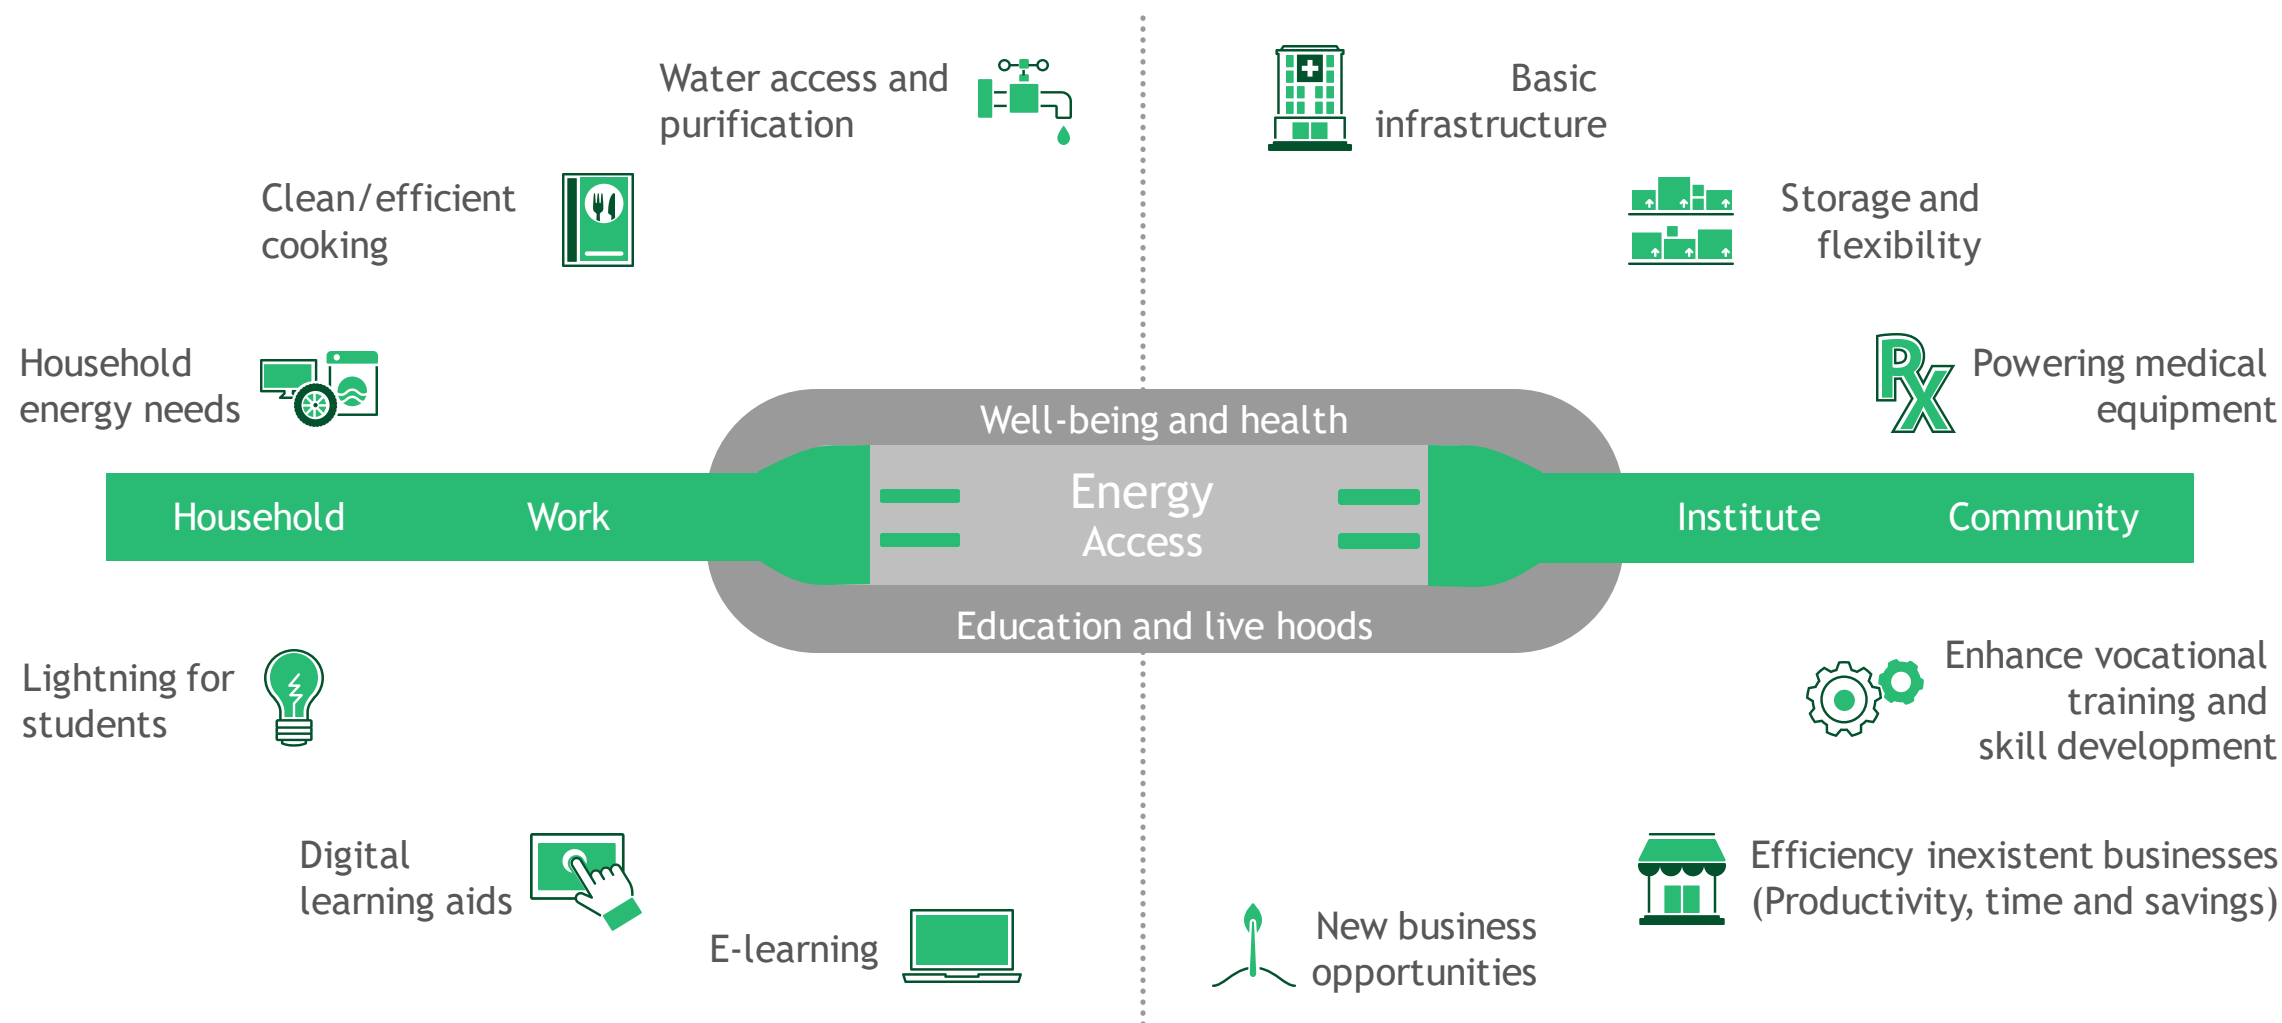 Water access and
purification
Basic
infrastructure
Clean/efficient
cooking
Storage and
flexibility
Household
energy needs
Rx
Powering medical
equipment
Well-being and health
Household
Work
Energy
Access
Institute
Community
Education and live hoods
Lightning for
students
Enhance vocational
training and
skill development
Digital
learning aids
Efficiency inexistent businesses
(Productivity, time and savings)
E-learning
New business
opportunities